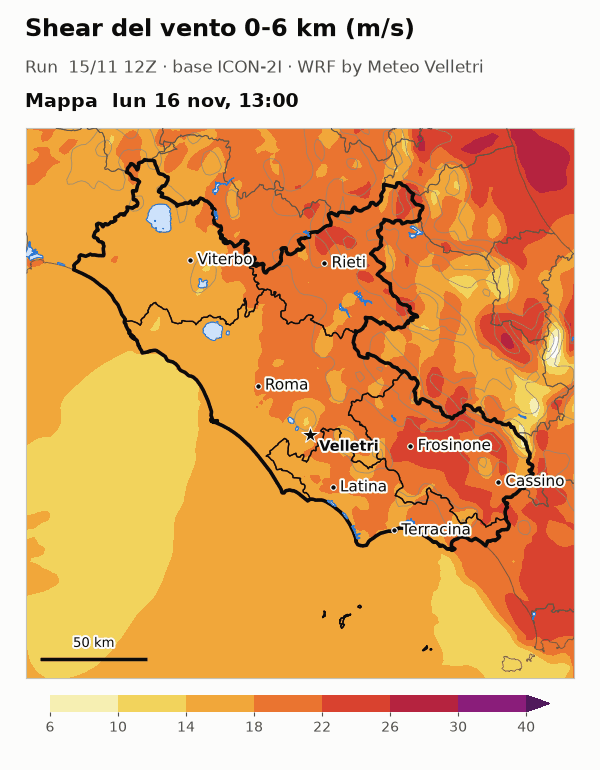 Shear del vento 0-6 km (m/s)
Run  15/11 12Z · base ICON-2I · WRF by Meteo Velletri
Mappa  lun 16 nov, 13:00
Viterbo
Rieti
Roma
Velletri
Frosinone
Cassino
Latina
Terracina
50 km
6 10 14 18 22 26 30 40